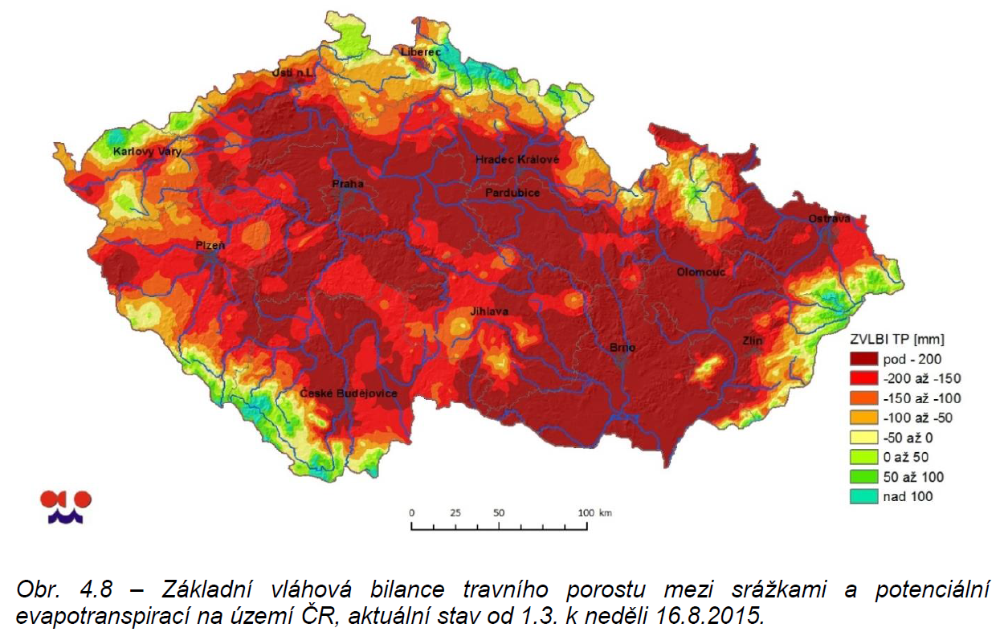 Liberec
Ústí n.L.
Karlovy Vary
Hradec Králové
Praha
Pardubice
Ostrava
Plzeň
Olomouc
Jihlava
Zlín
Brno
České Budějovice
ZVLBI TP [mm]
pod - 200
-200 až -150
-150 až -100
-100 až -50
-50 až 0
0 až 50
50 až 100
nad 100
0 25 50 100 km
Obr. 4.8 – Základní vláhová bilance travního porostu mezi srážkami a potenciální
evapotranspirací na území ČR, aktuální stav od 1.3. k neděli 16.8.2015.